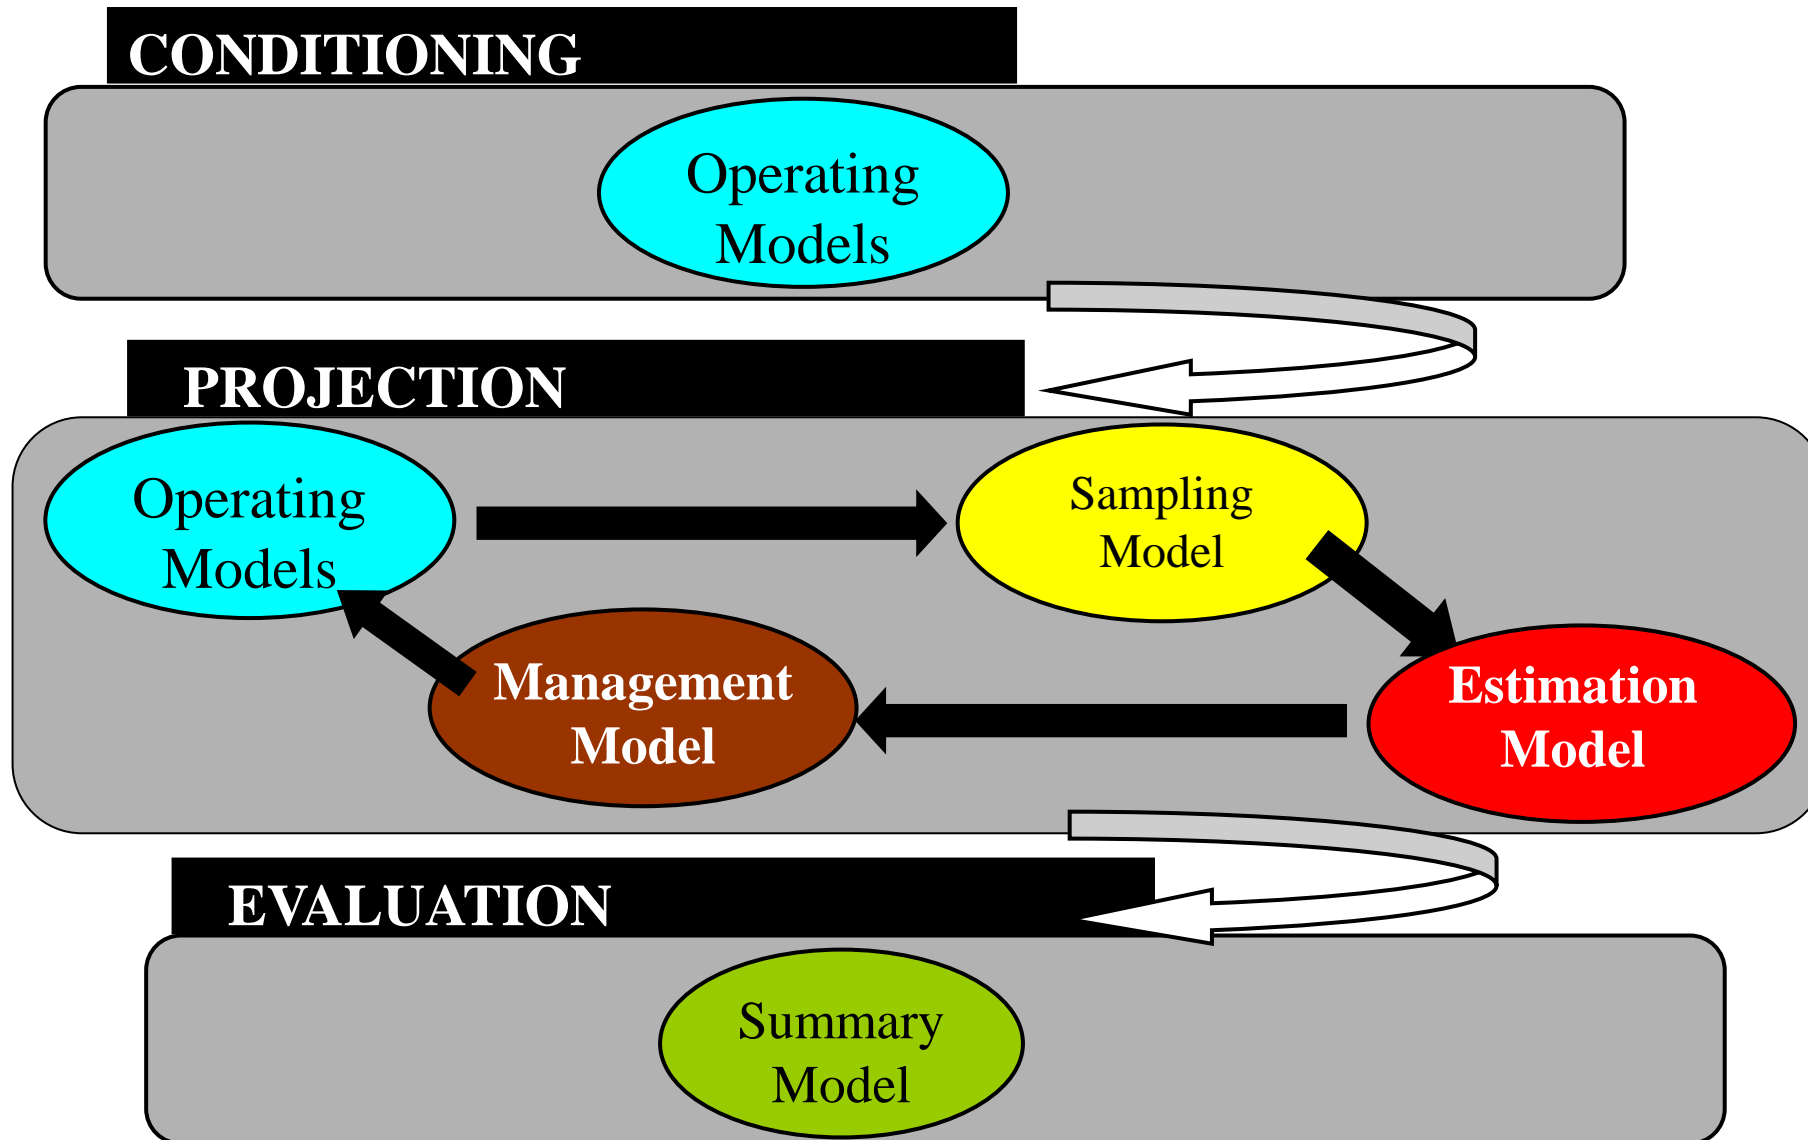 CONDITIONING
Operating
Models
PROJECTION
Operating
Models
Sampling
Model
Management
Model
Estimation
Model
EVALUATION
Summary
Model